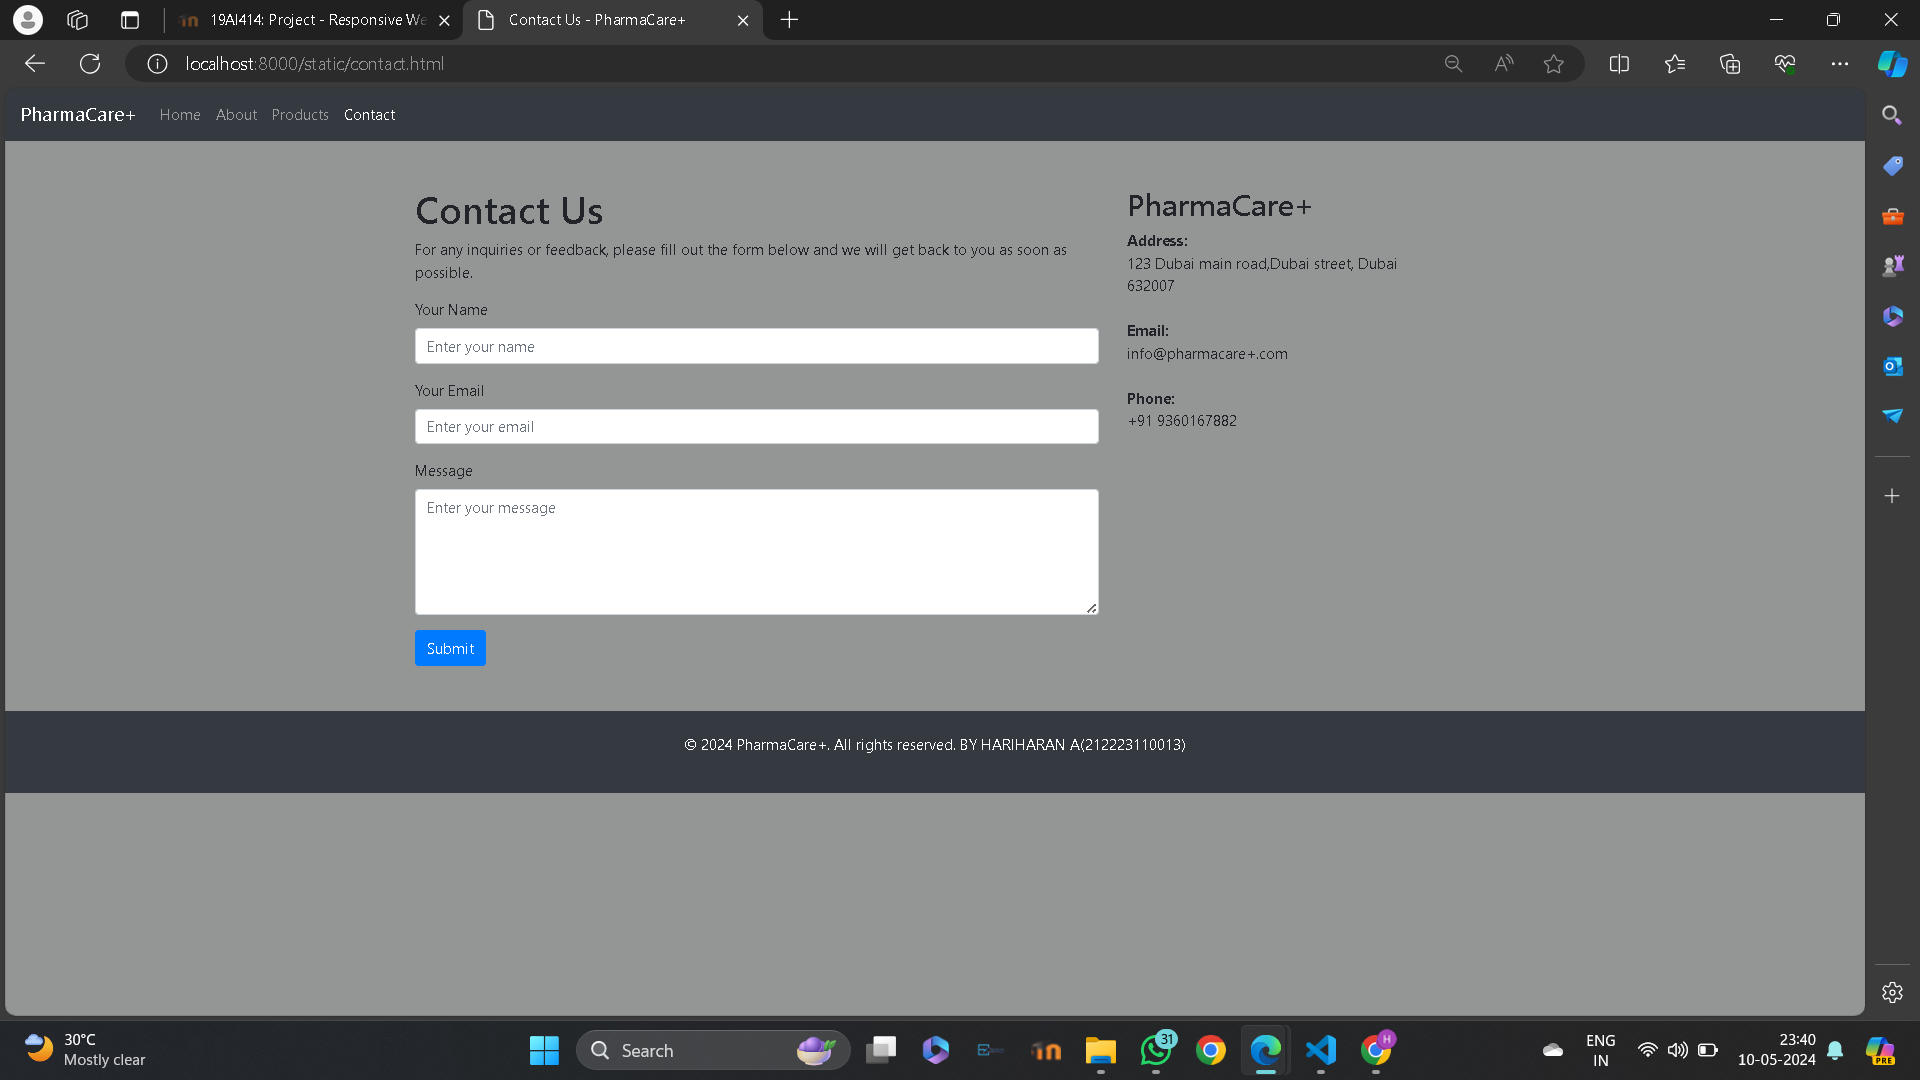 19AI414: Project - Responsive We
Contact Us - PharmaCare+
localhost:8000/static/contact.html
PharmaCare+ Home About Products Contact
Contact Us
For any inquiries or feedback, please fill out the form below and we will get back to you as soon as
possible.
Your Name
Enter your name
Your Email
Enter your email
Message
Enter your message
Submit
PharmaCare+
Address:
123 Dubai main road,Dubai street, Dubai
632007
Email:
info@pharmacare+.com
Phone:
+91 9360167882
© 2024 PharmaCare+. All rights reserved. BY HARIHARAN A(212223110013)
30°C
Mostly clear
Search
31
H
ENG
IN
23:40
10-05-2024
PRE